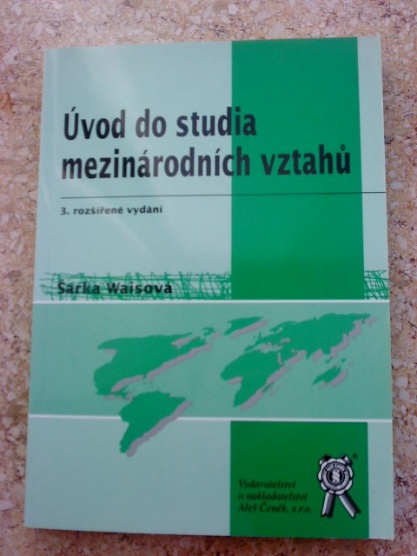 Úvod do studia
mezinárodních vztahů
3. rozšířené vydání
Šárka Waisová
Vydavatelství
a nakladatelství
Aleš Čeněk, s.r.o.